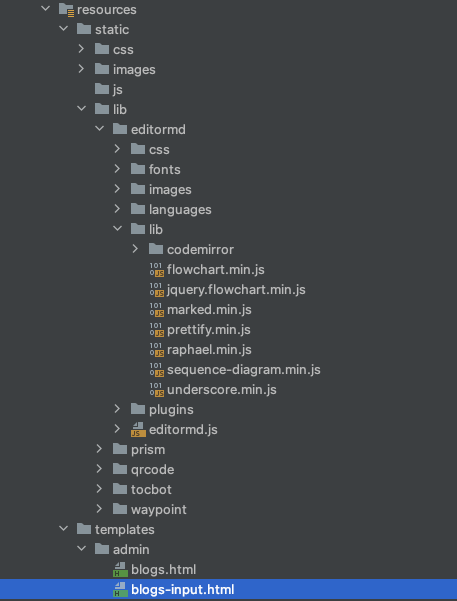 resources
static
css
images
js
lib
editormd
css
fonts
images
languages
lib
codemirror
flowchart.min.js
jquery.flowchart.min.js
marked.min.js
prettify.min.js
raphael.min.js
sequence-diagram.min.js
underscore.min.js
plugins
editormd.js
prism
qrcode
tocbot
waypoint
templates
admin
blogs.html
blogs-input.html